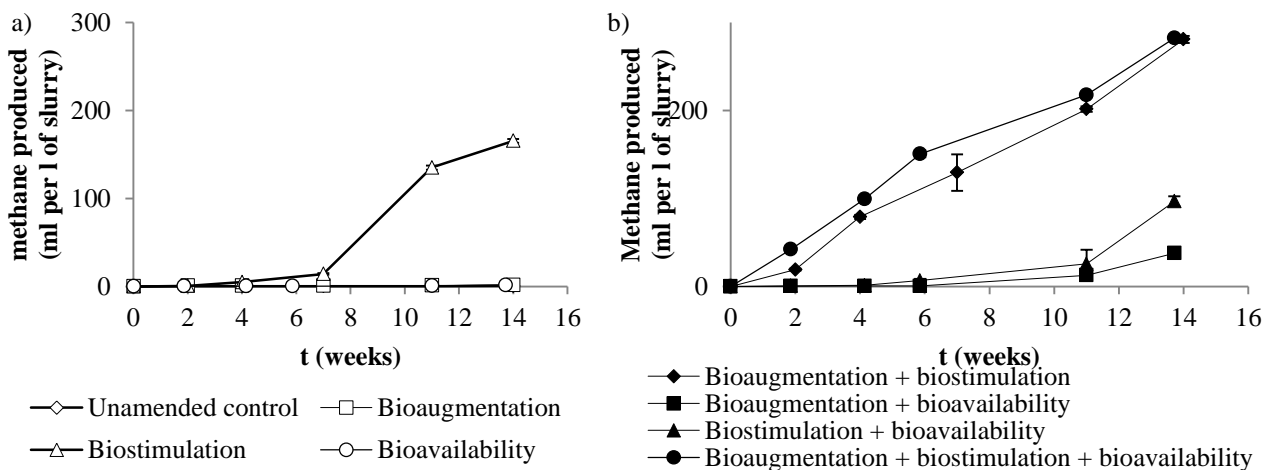 a)
methane produced
(ml per l of slurry)
300
200
100
0
0 2 4 6 8 10 12 14 16
t (weeks)
Unamended control
Bioaugmentation
Biostimulation
Bioavailability
b)
Methane produced
(ml per l of slurry)
200
0
0 2 4 6 8 10 12 14 16
t (weeks)
Bioaugmentation + biostimulation
Bioaugmentation + bioavailability
Biostimulation + bioavailability
Bioaugmentation + biostimulation + bioavailability